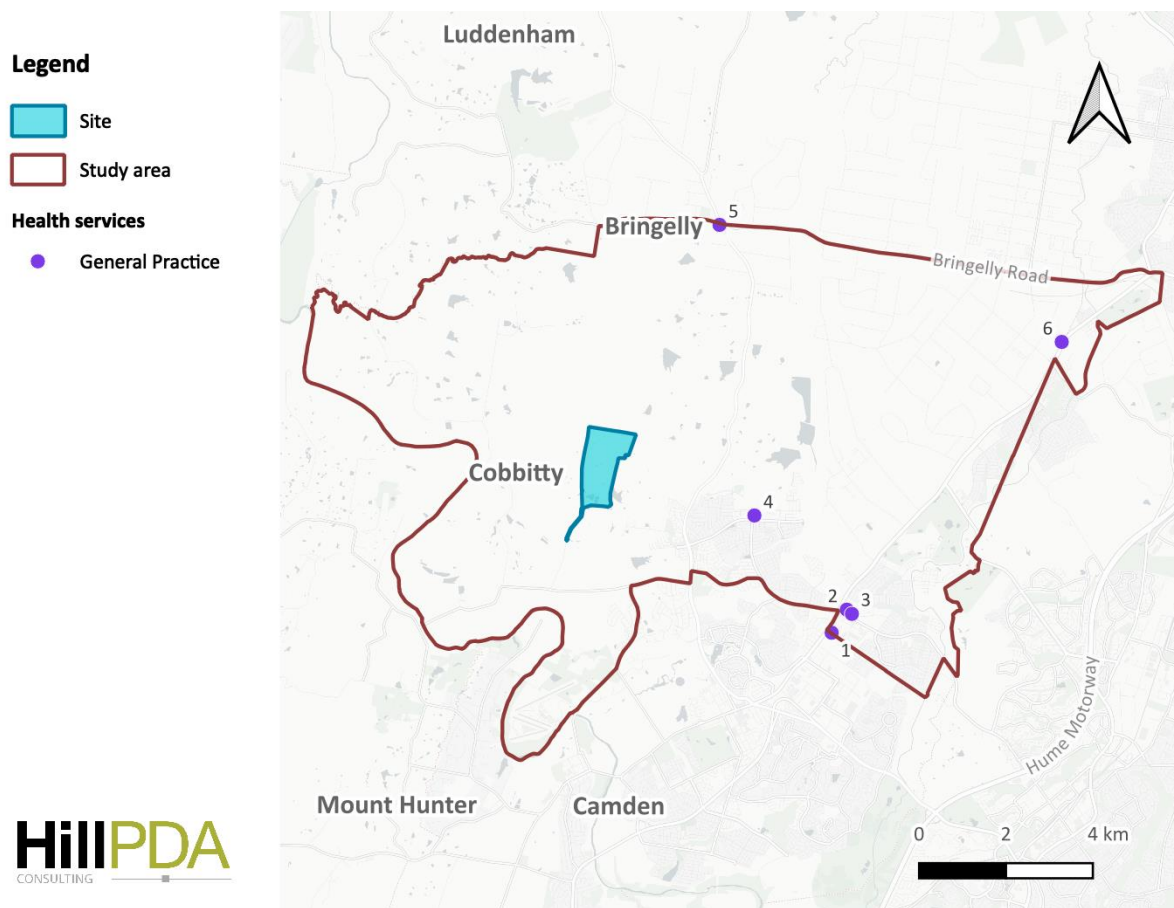 Legend
Site
Study area
Health services
General Practice
HillPDA
CONSULTING
Luddenham
5
Bringelly
Bringelly Road
6
Cobbitty
4
2
3
1
Hume Motorway
Mount Hunter
Camden
0 2 4 km